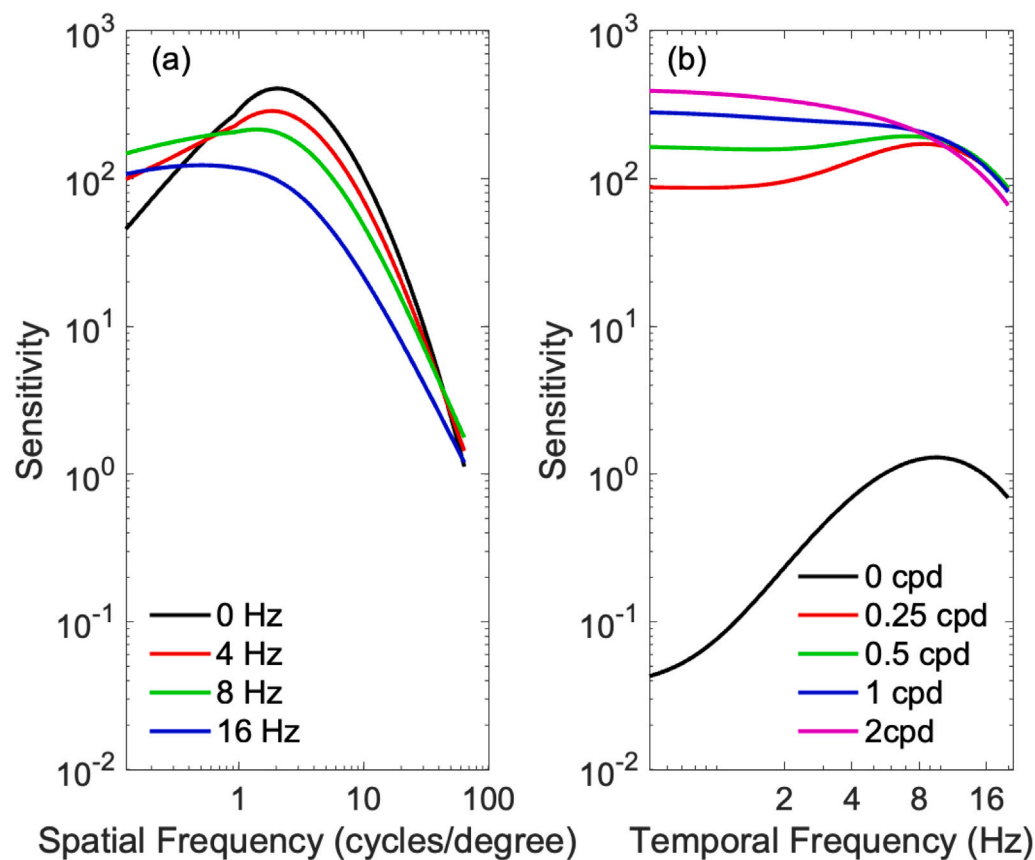 (a)
10³
10²
10¹
10⁰
10⁻¹
10⁻²
Sensitivity
0 Hz
4 Hz
8 Hz
16 Hz
1
10
100
Spatial Frequency (cycles/degree)
(b)
10³
10²
10¹
10⁰
10⁻¹
10⁻²
Sensitivity
0 cpd
0.25 cpd
0.5 cpd
1 cpd
2cpd
2
4
8
16
Temporal Frequency (Hz)